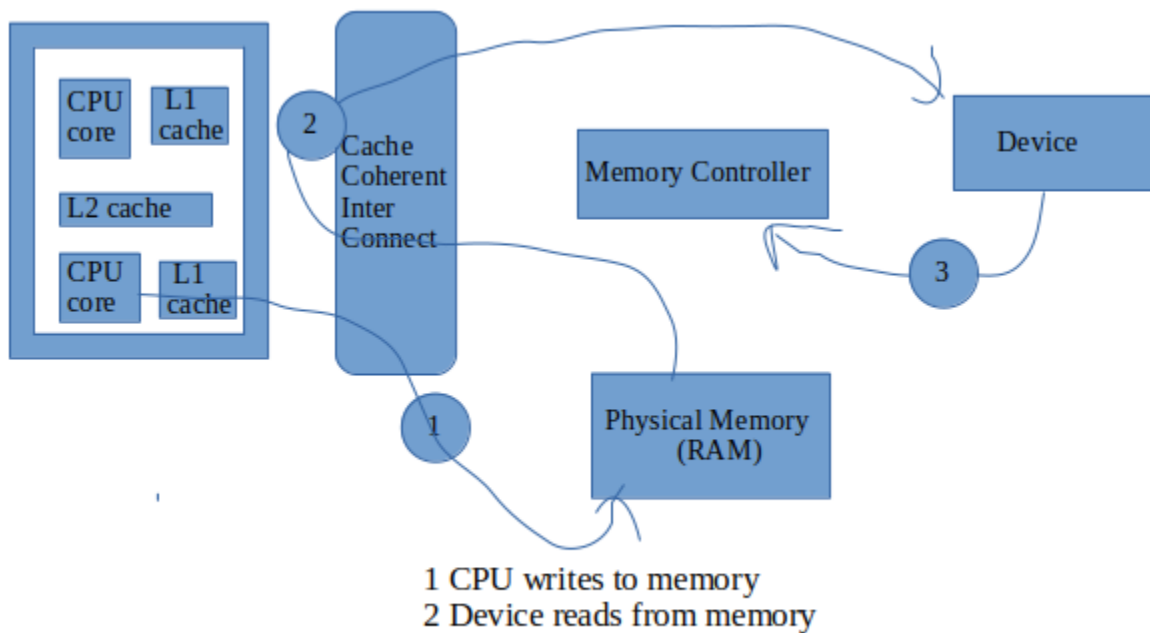 CPU
core
L1
cache
L2 cache
CPU
core
L1
cache
2
Cache
Coherent
Inter
Connect
Memory Controller
Device
3
1
Physical Memory
(RAM)
1 CPU writes to memory
2 Device reads from memory